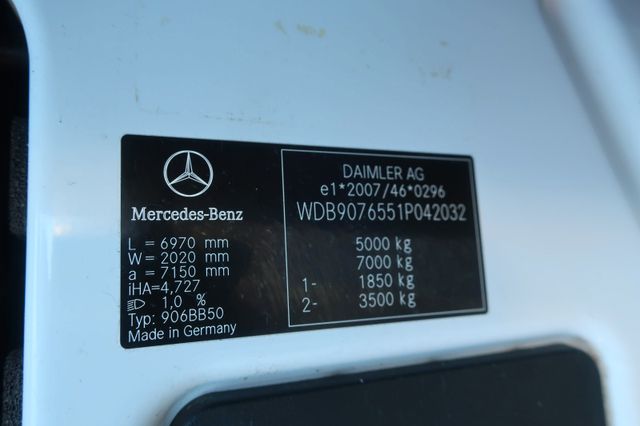 Mercedes-Benz
L = 6970 mm
W = 2020 mm
a = 7150 mm
iHA=4,727
1,0 %
Typ: 906BB50
Made in Germany
DAIMLER AG
e1*2007/46*0296
WDB9076551P042032
5000 kg
7000 kg
1- 1850 kg
2- 3500 kg